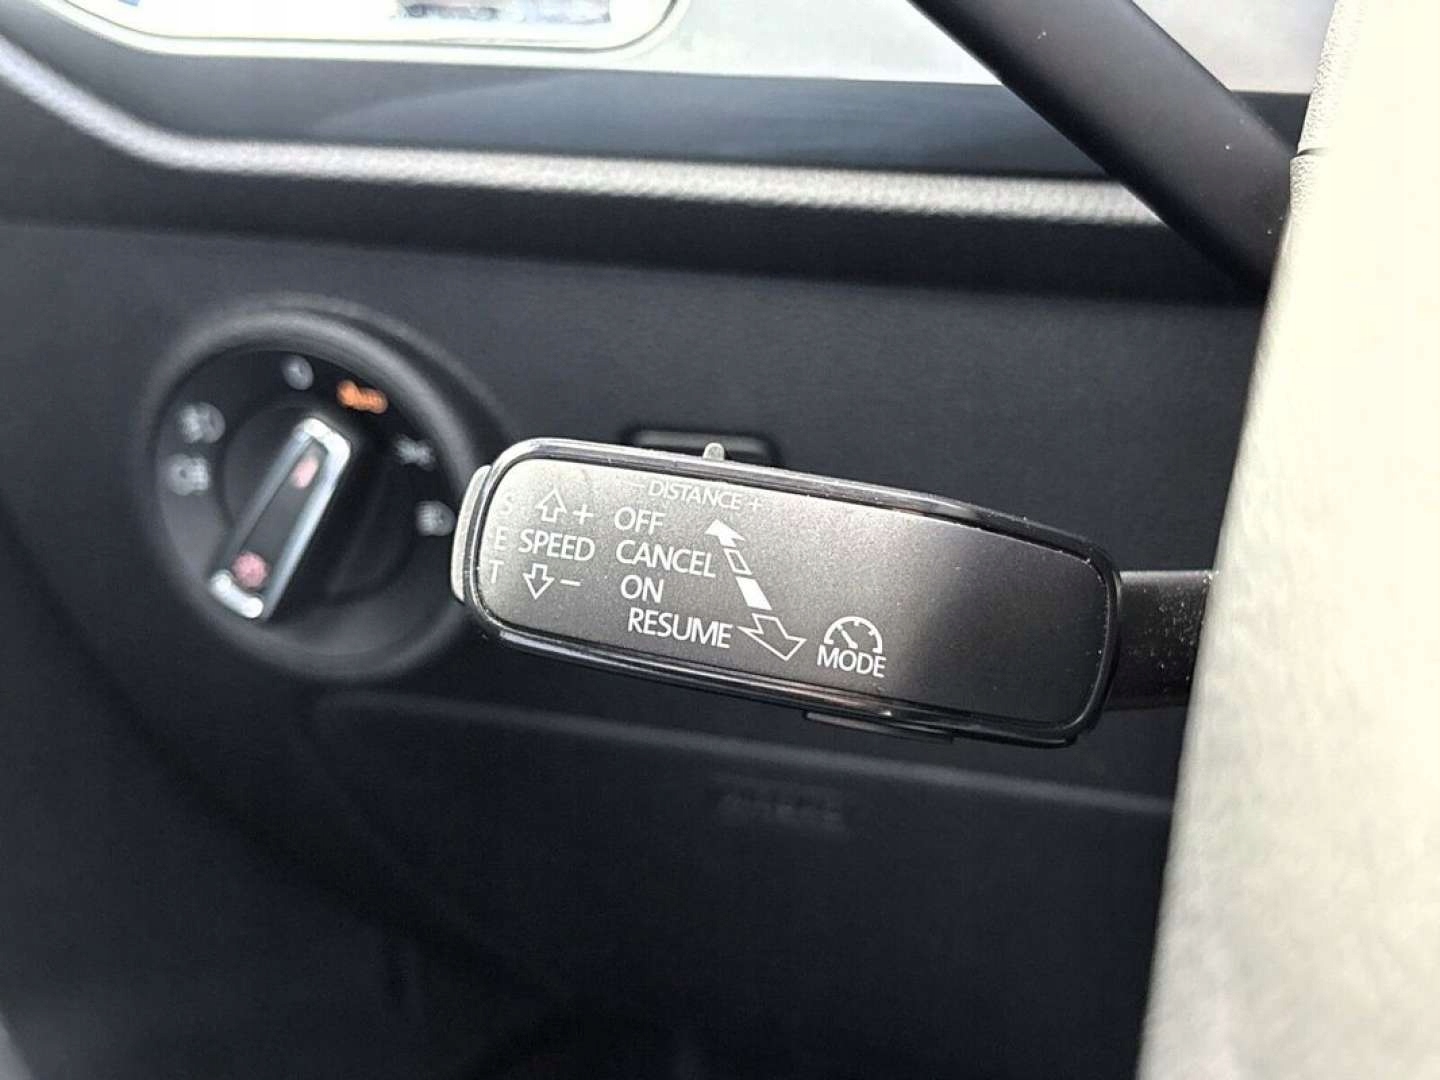 — DISTANCE +
S + OFF
E SPEED CANCEL
T − ON
RESUME
MODE